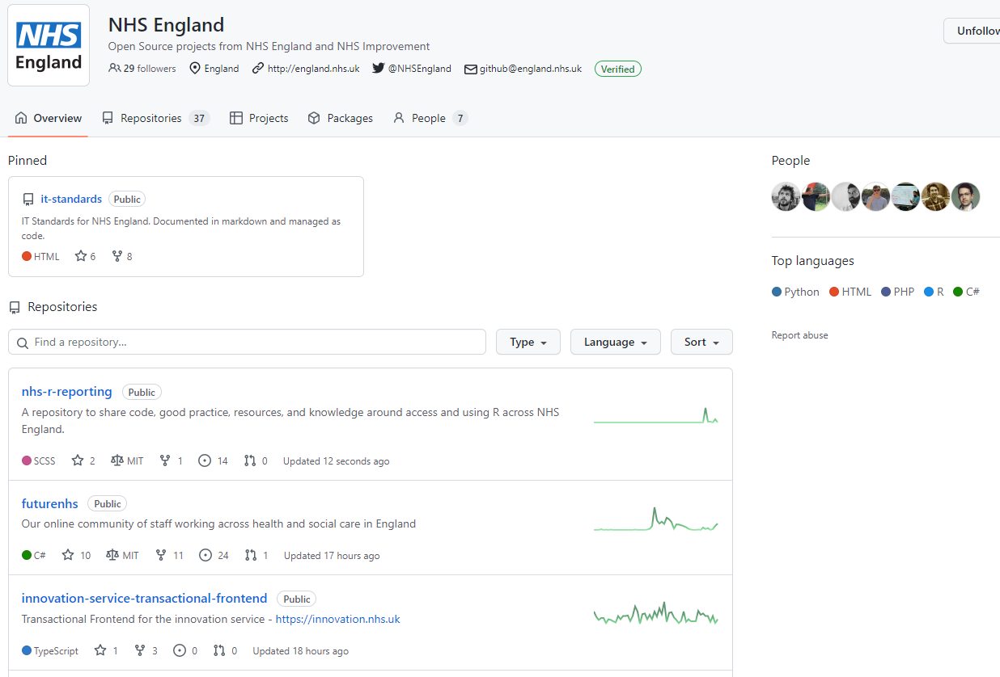 NHS
England
NHS England
Open Source projects from NHS England and NHS Improvement
29 followers England http://england.nhs.uk @NHSEngland github@england.nhs.uk Verified
Unfollow
Overview Repositories 37 Projects Packages People 7
Pinned
it-standards Public
IT Standards for NHS England. Documented in markdown and managed as
code.
HTML 6 8
Repositories
Find a repository...
Type Language Sort
nhs-r-reporting Public
A repository to share code, good practice, resources, and knowledge around access and using R across NHS
England.
SCSS 2 MIT 1 14 0 Updated 12 seconds ago
futurenhs Public
Our online community of staff working across health and social care in England
C# 10 MIT 11 24 1 Updated 17 hours ago
innovation-service-transactional-frontend Public
Transactional Frontend for the innovation service - https://innovation.nhs.uk
TypeScript 1 3 0 0 Updated 18 hours ago
People
Top languages
Python HTML PHP R C#
Report abuse